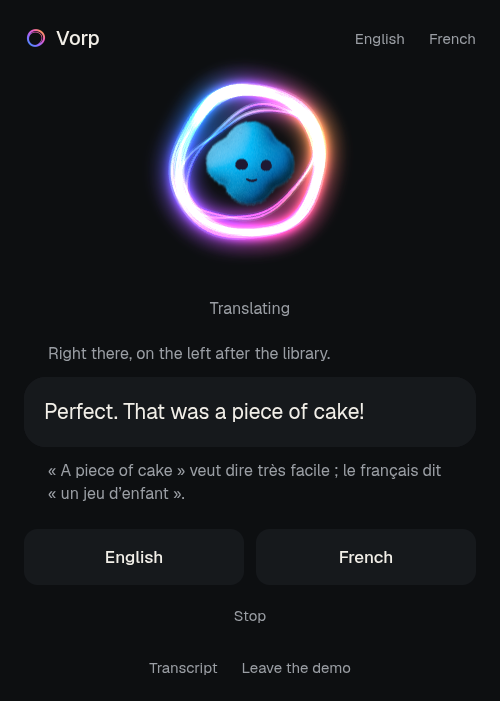 Vorp
English French
Translating
Right there, on the left after the library.
Perfect. That was a piece of cake!
« A piece of cake » veut dire très facile ; le français dit
« un jeu d’enfant ».
English French
Stop
Transcript Leave the demo